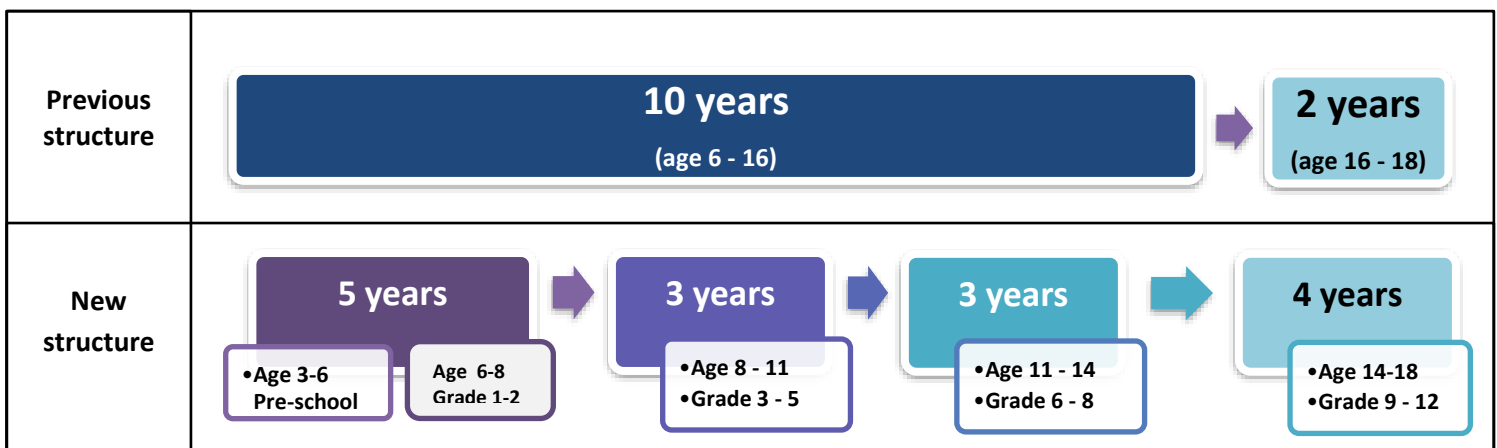 Previous
structure
10 years
(age 6 - 16)
2 years
(age 16 - 18)
New
structure
5 years
•Age 3-6
Pre-school
Age 6-8
Grade 1-2
3 years
•Age 8 - 11
•Grade 3 - 5
3 years
•Age 11 - 14
•Grade 6 - 8
4 years
•Age 14-18
•Grade 9 - 12